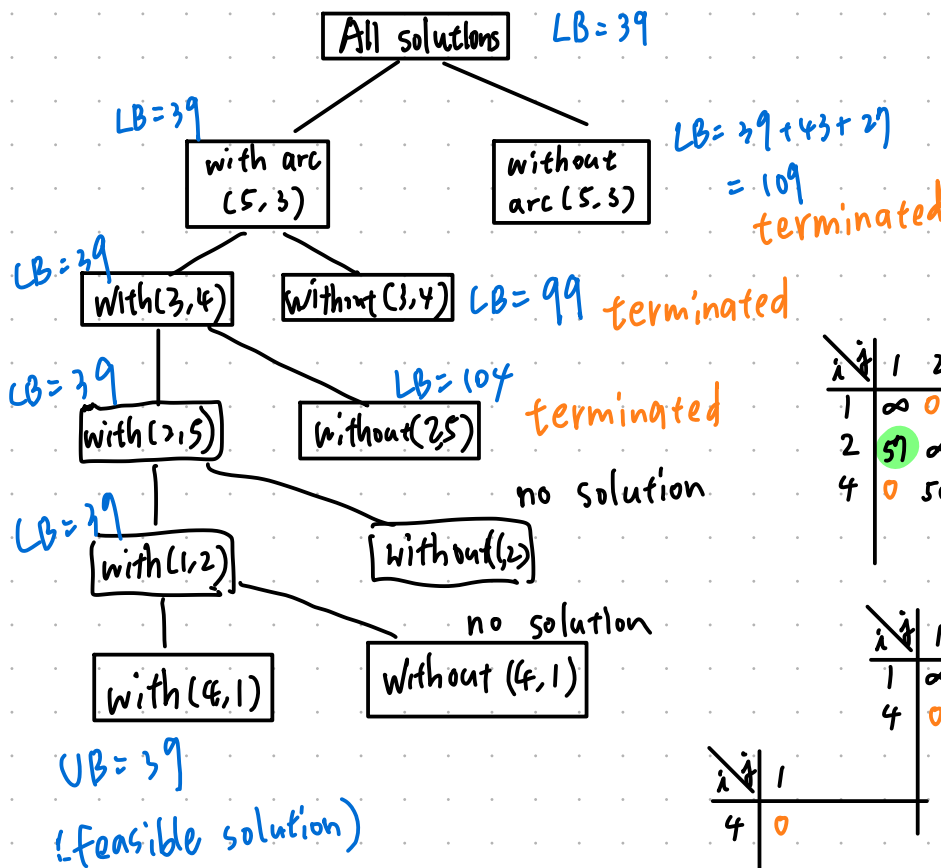 All solutions LB = 39
LB = 39
with arc
(5, 3)
without
arc (5.3)
LB = 39 + 43 + 27
= 109
terminated
LB = 39
with(3,4)
without (3,4) LB = 99 terminated
LB = 39
with(2,5)
LB = 104
without(2,5) terminated
no solution
LB = 39
with(1,2)
without(1,2)
no solution
with(4,1)
without (4,1)
UB = 39
(feasible solution)
i j 1 2
1 ∞ 0
2 57 ∞
4 0
i j 1
1
4 0
i j 1
4 0